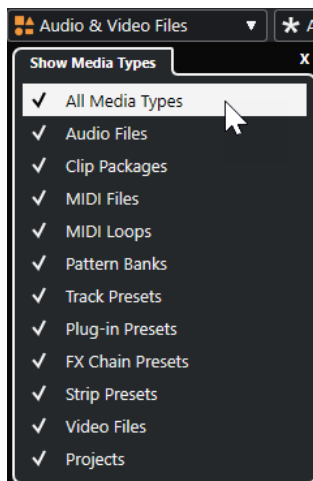 Audio & Video Files
Show Media Types X
All Media Types
Audio Files
Clip Packages
MIDI Files
MIDI Loops
Pattern Banks
Track Presets
Plug-in Presets
FX Chain Presets
Strip Presets
Video Files
Projects